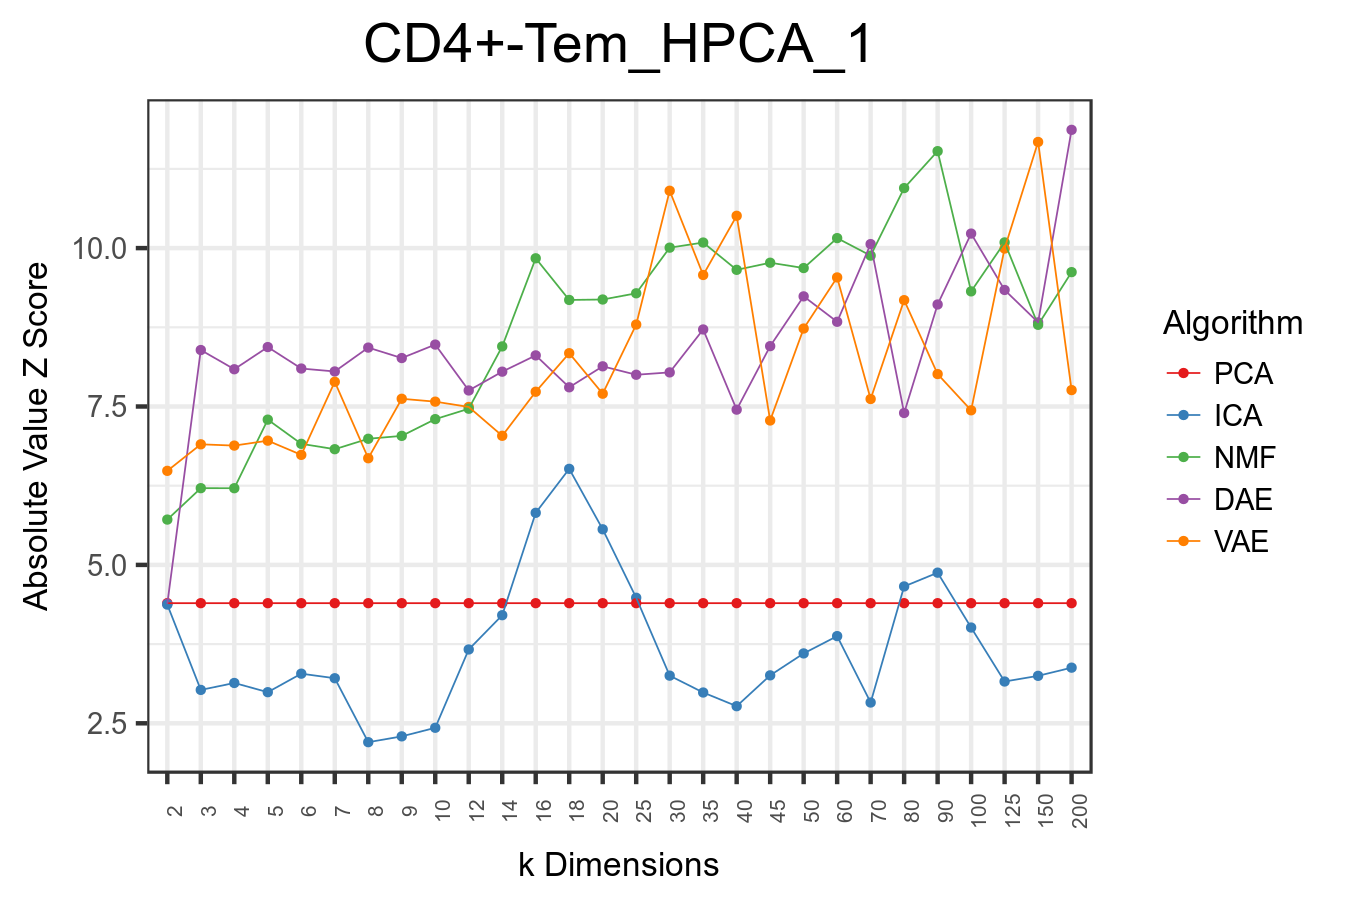 CD4+-Tem_HPCA_1
Absolute Value Z Score
10.0
7.5
5.0
2.5
2 3 4 5 6 7 8 9 10 12 14 16 18 20 25 30 35 40 45 50 60 70 80 90 100 125 150 200
k Dimensions
Algorithm
PCA
ICA
NMF
DAE
VAE